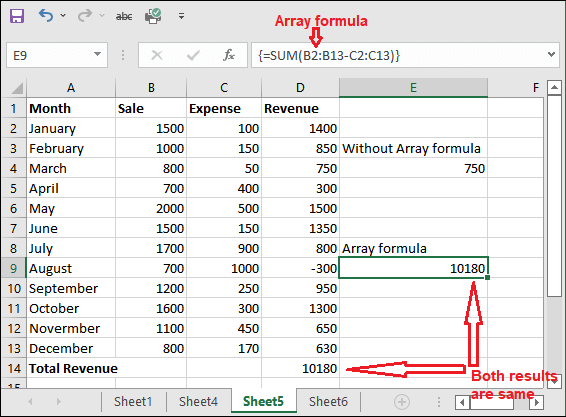 Array formula
abc
E9 fx {=SUM(B2:B13-C2:C13)}
A B C D E F
1 Month Sale Expense Revenue
2 January 1500 100 1400
3 February 1000 150 850 Without Array formula
4 March 800 50 750 750
5 April 700 400 300
6 May 2000 500 1500
7 June 1500 150 1350
8 July 1700 900 800 Array formula
9 August 700 1000 -300 10180
10 September 1200 250 950
11 October 1600 300 1300
12 Novermber 1100 450 650
13 December 800 170 630
14 Total Revenue 10180
15
Both results
are same
Sheet1 Sheet4 Sheet5 Sheet6